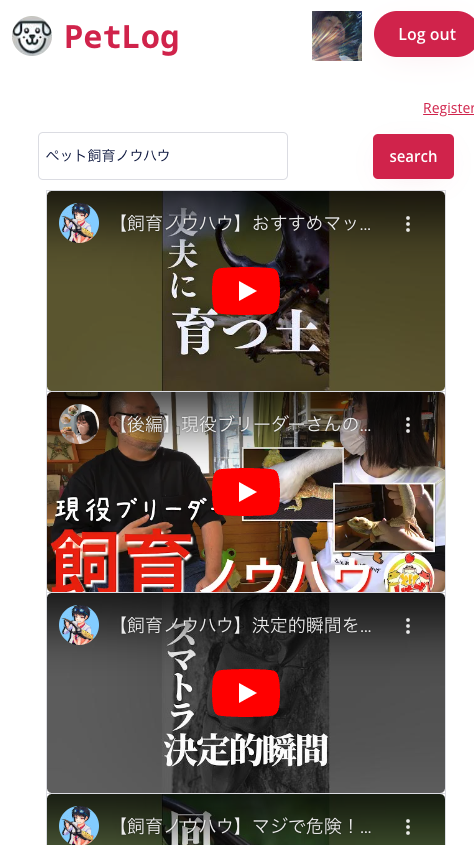 PetLog
Log out
Register
ペット飼育ノウハウ
search
【飼育ノウハウ】おすすめマッ...
丈夫に
育つ土
【後編】現役ブリーダーさんの...
現役ブリーダー
飼育ノウハウ
【飼育ノウハウ】決定的瞬間を...
スマトラ
決定的瞬間
【飼育ノウハウ】マジで危険！...